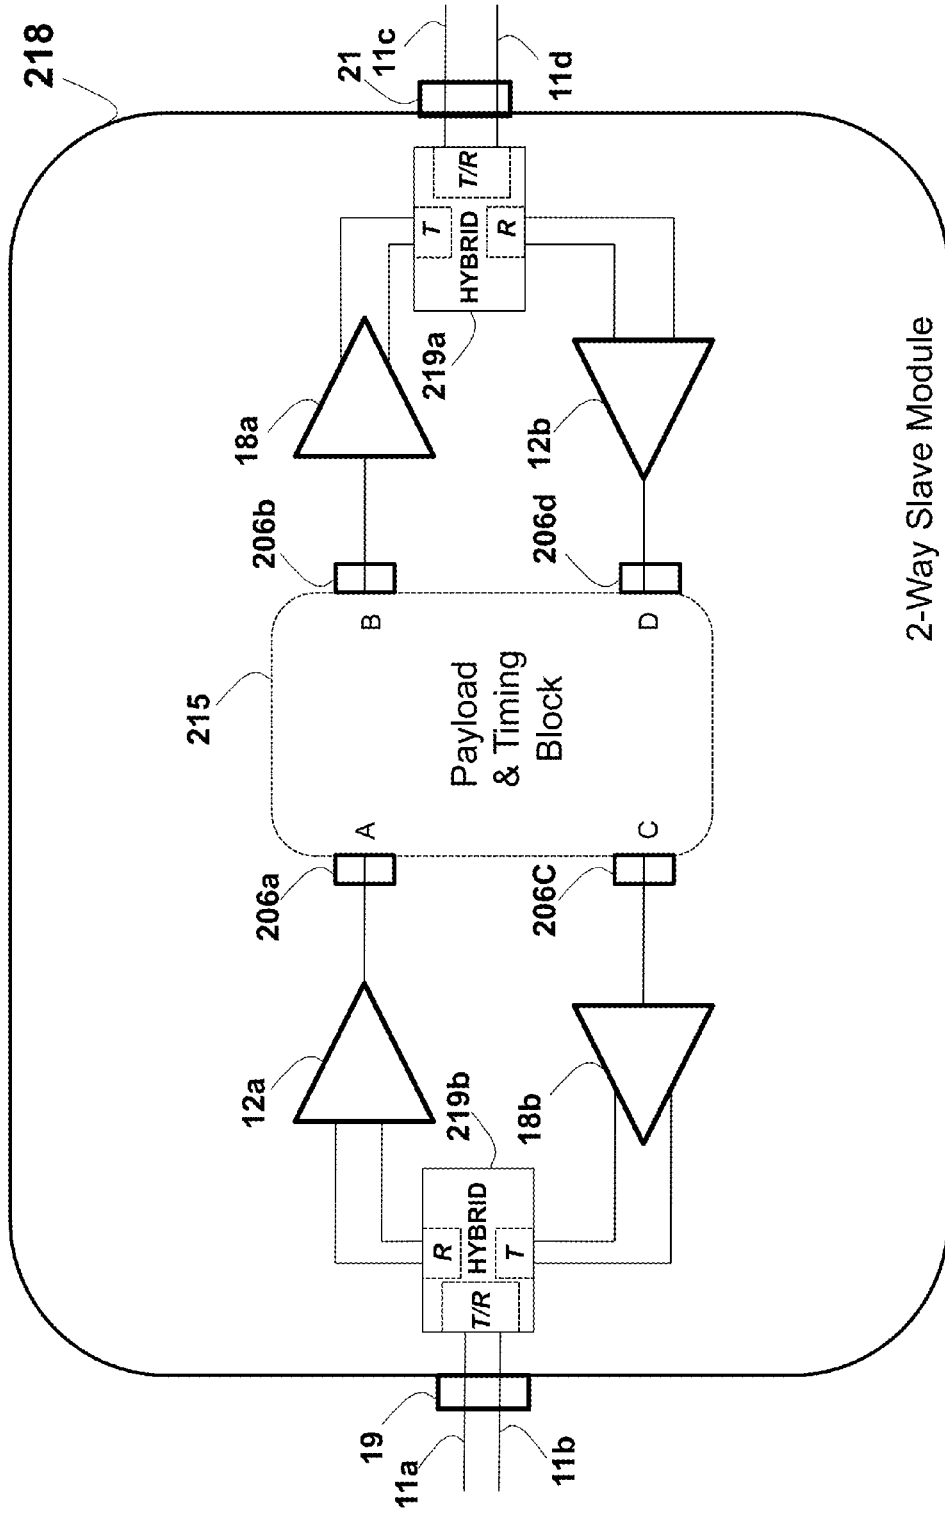 218
215
206a
206b
12a
18a
A
B
19
11a
11b
R
T/R
HYBRID
T
219b
Payload
& Timing
Block
T
HYBRID
T/R
R
219a
21
11c
11d
18b
206C
C
D
206d
12b
2-Way Slave Module